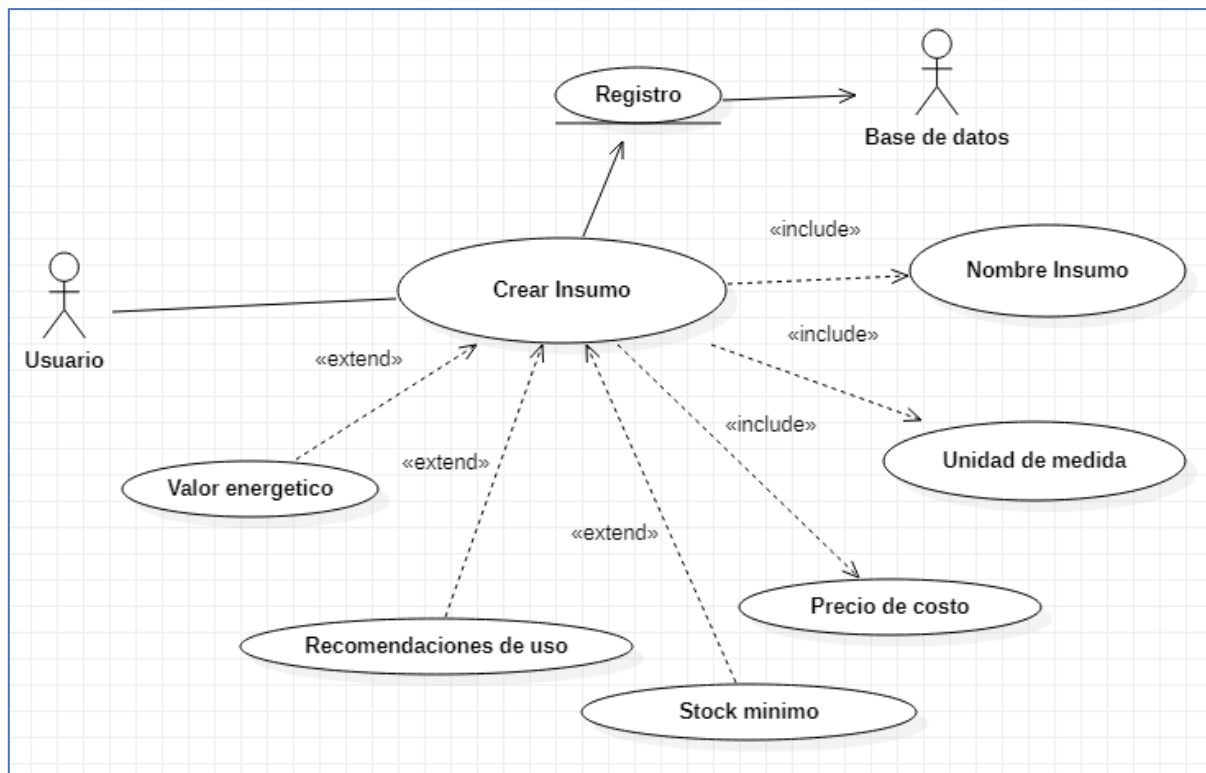 Registro
Base de datos
«include»
Nombre Insumo
Crear Insumo
«include»
Usuario
«extend»
«include»
Unidad de medida
«extend»
Valor energetico
«extend»
Precio de costo
Recomendaciones de uso
Stock minimo